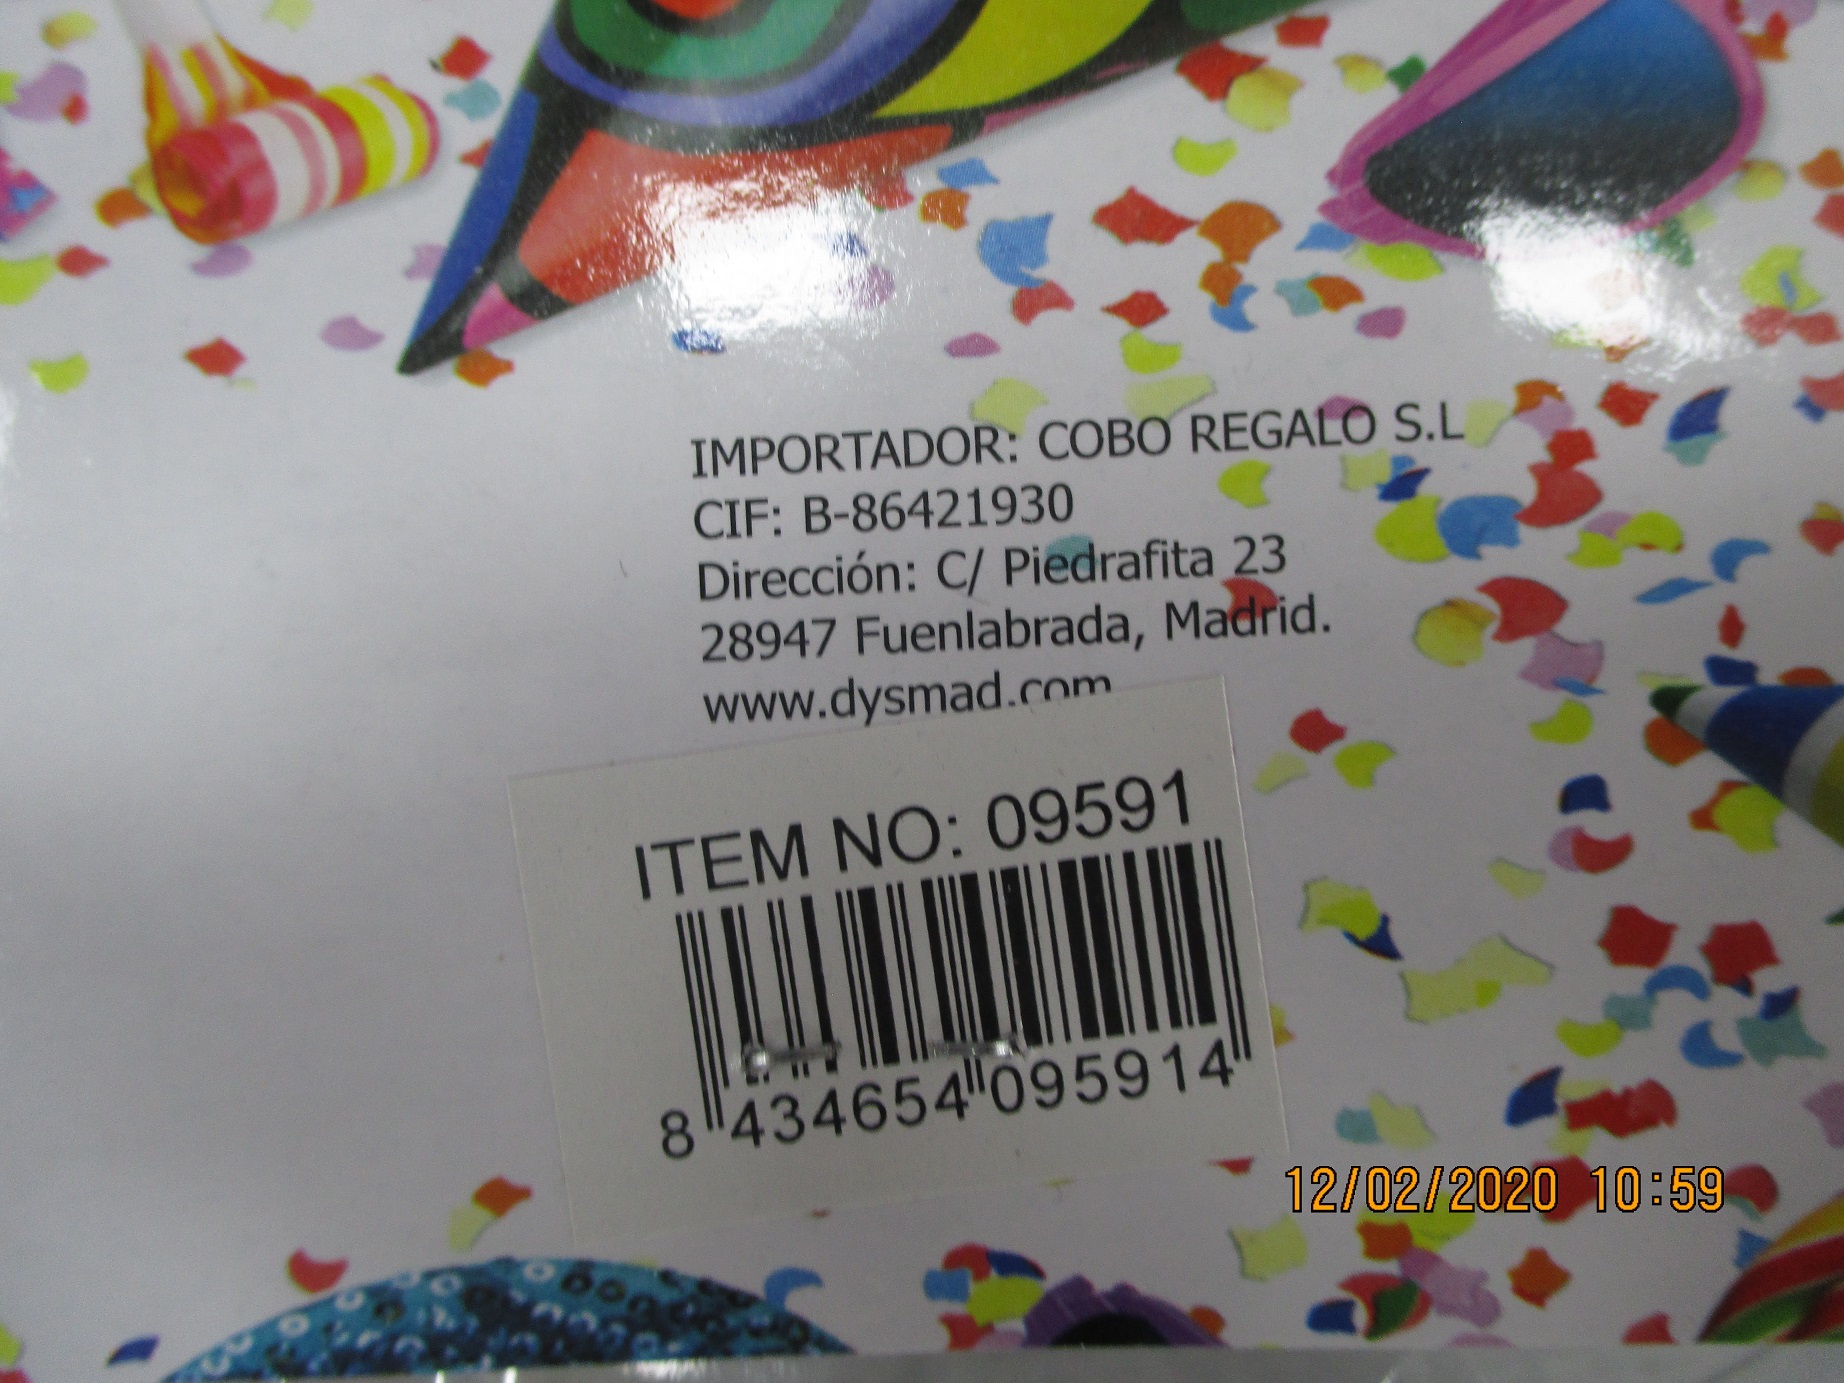 IMPORTADOR: COBO REGALO S.L
CIF: B-86421930
Dirección: C/ Piedrafita 23
28947 Fuenlabrada, Madrid.
www.dysmad.com
ITEM NO: 09591
8 434654 095914
12/02/2020 10:59